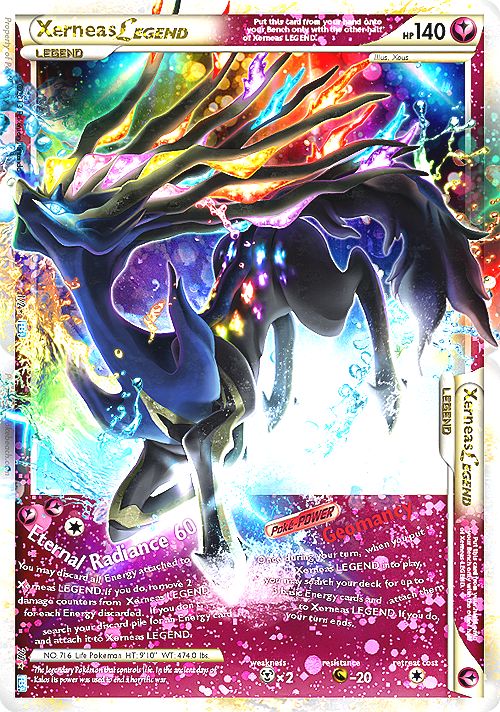 Xerneas LEGEND
LEGEND
Put this card from your hand onto
your Bench only with the other half
of Xerneas LEGEND.
HP 140
Illus. Xous
Xerneas LEGEND
LEGEND
Eternal Radiance 60
You may discard all Energy attached to
Xerneas LEGEND. If you do, remove 2
damage counters from Xerneas LEGEND
for each Energy discarded. If you don't
search your discard pile for an Energy card
and attach it to Xerneas LEGEND.
POKé-POWER
Geomancy
Once during your turn, when you put
Xerneas LEGEND into play,
you may search your deck for up to
Basic Energy cards and attach them
to Xerneas LEGEND. If you do,
your turn ends.
NO.716 Life Pokemon HT: 9'10" WT: 474.0 lbs.
The legendary Pokemon that controls life. In the ancient days of
Kalos its power was used to end a horrific war.
weakness
×2
resistance
-20
retreat cost